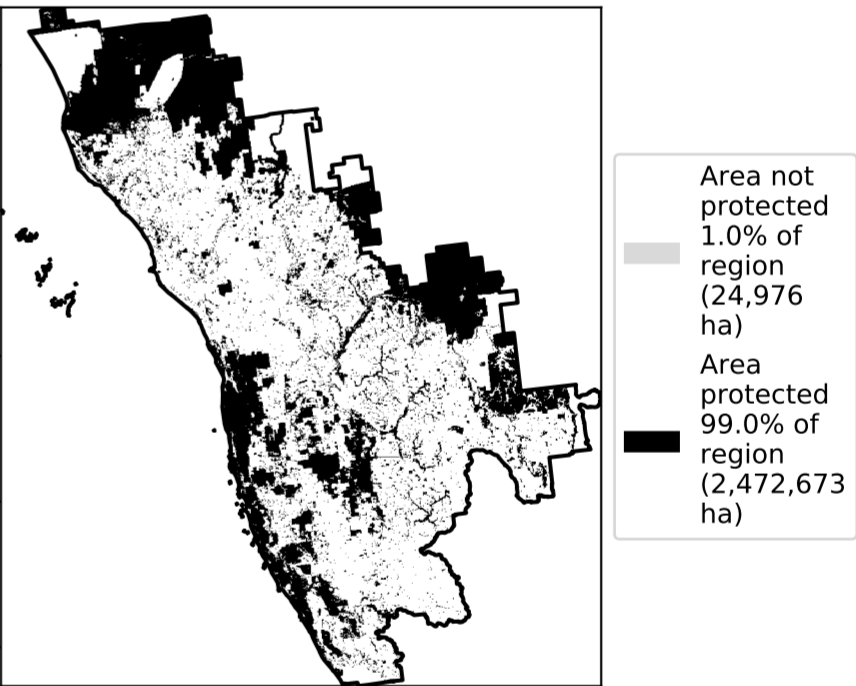 Area not
protected
1.0% of
region
(24,976
ha)
Area
protected
99.0% of
region
(2,472,673
ha)